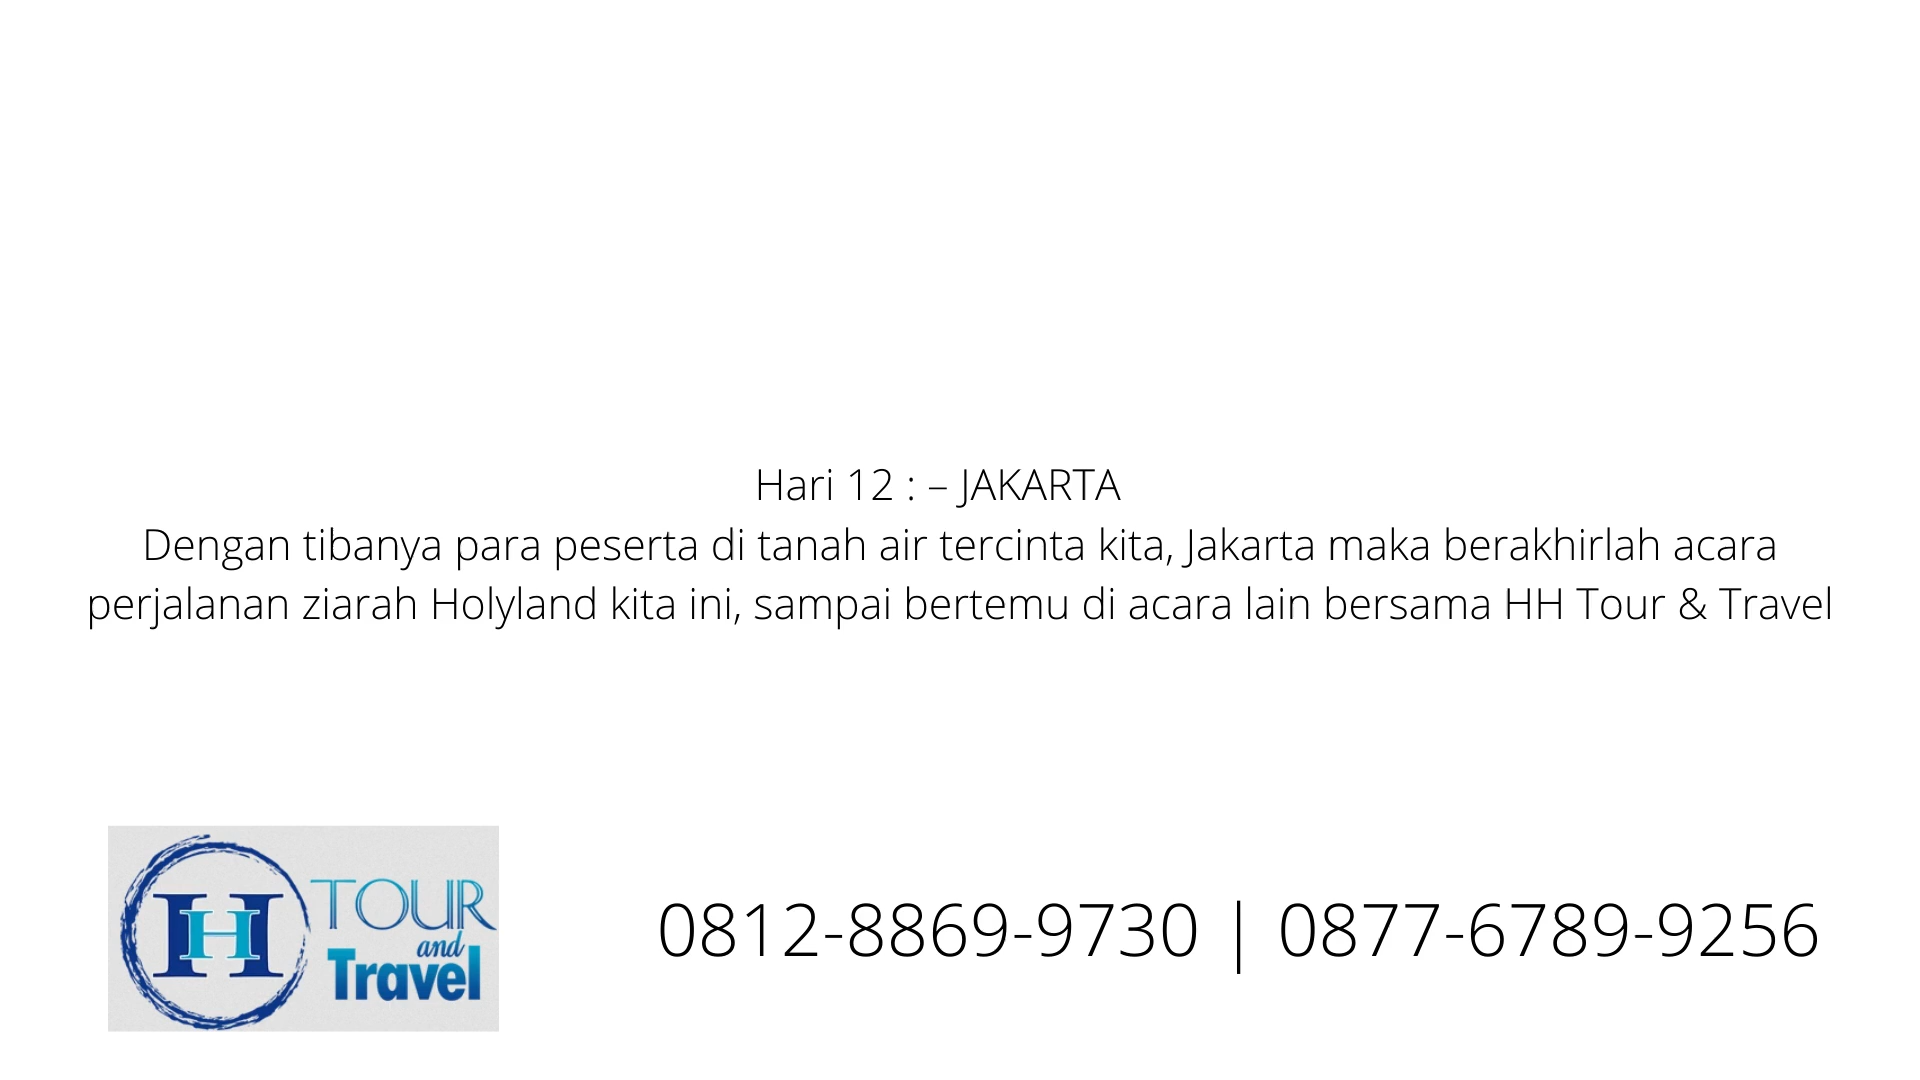 Hari 12 : – JAKARTA
Dengan tibanya para peserta di tanah air tercinta kita, Jakarta maka berakhirlah acara
perjalanan ziarah Holyland kita ini, sampai bertemu di acara lain bersama HH Tour & Travel
HH
TOUR
and
Travel
0812-8869-9730 | 0877-6789-9256